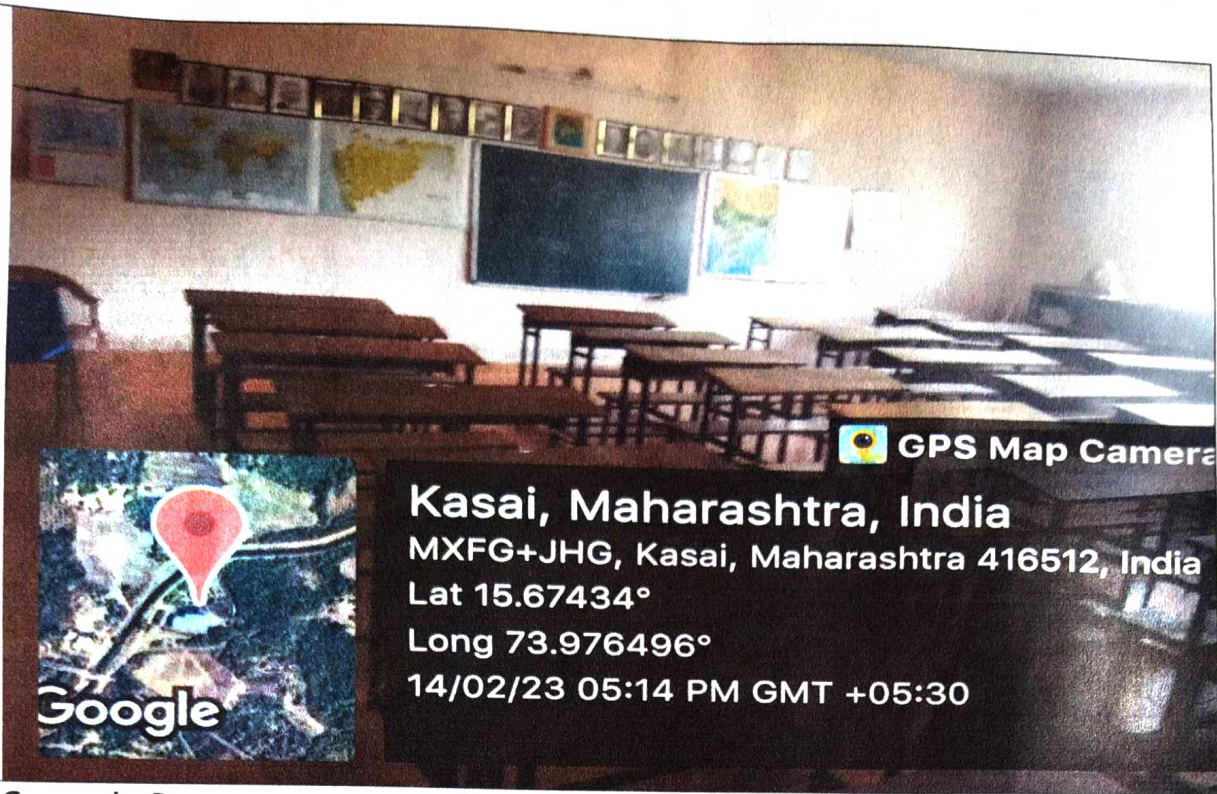 GPS Map Camera
Kasai, Maharashtra, India
MXFG+JHG, Kasai, Maharashtra 416512, India
Lat 15.67434°
Long 73.976496°
14/02/23 05:14 PM GMT +05:30
Google